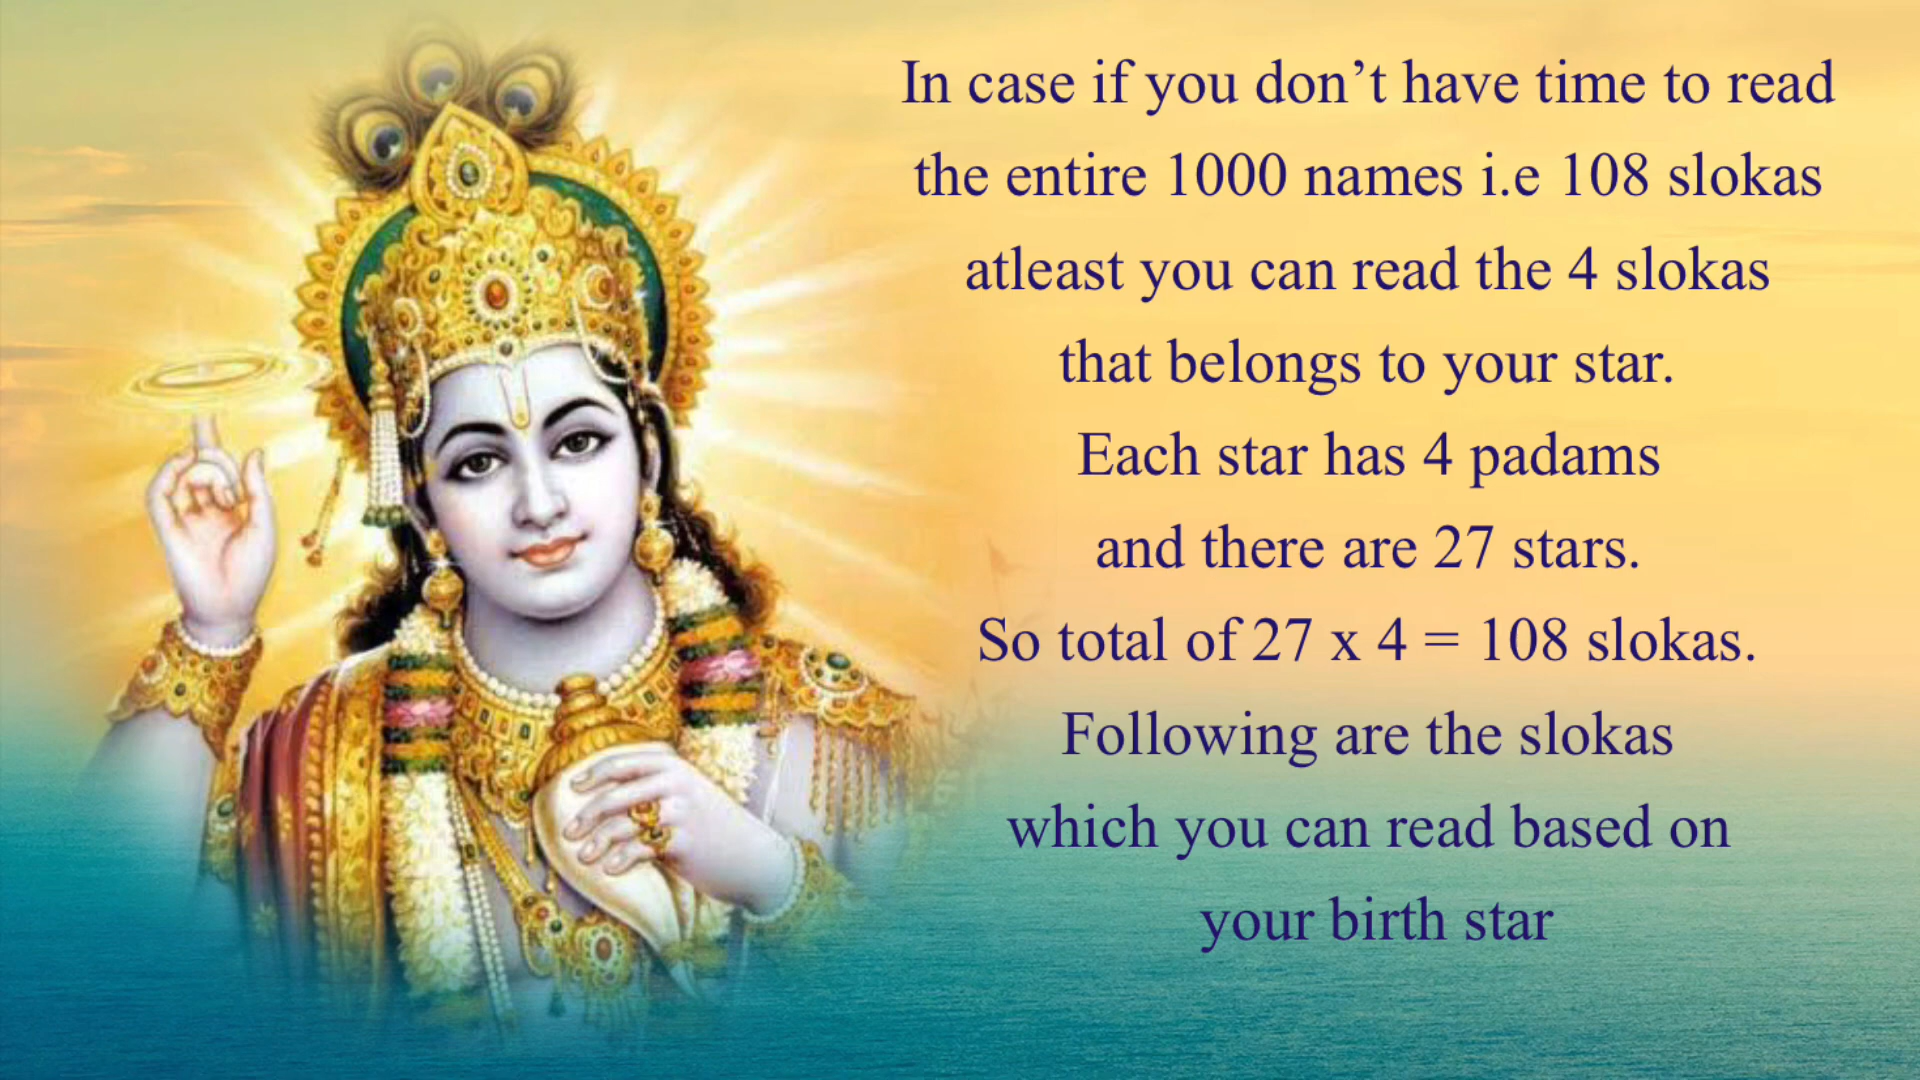 In case if you don’t have time to read
the entire 1000 names i.e 108 slokas
atleast you can read the 4 slokas
that belongs to your star.
Each star has 4 padams
and there are 27 stars.
So total of 27 x 4 = 108 slokas.
Following are the slokas
which you can read based on
your birth star